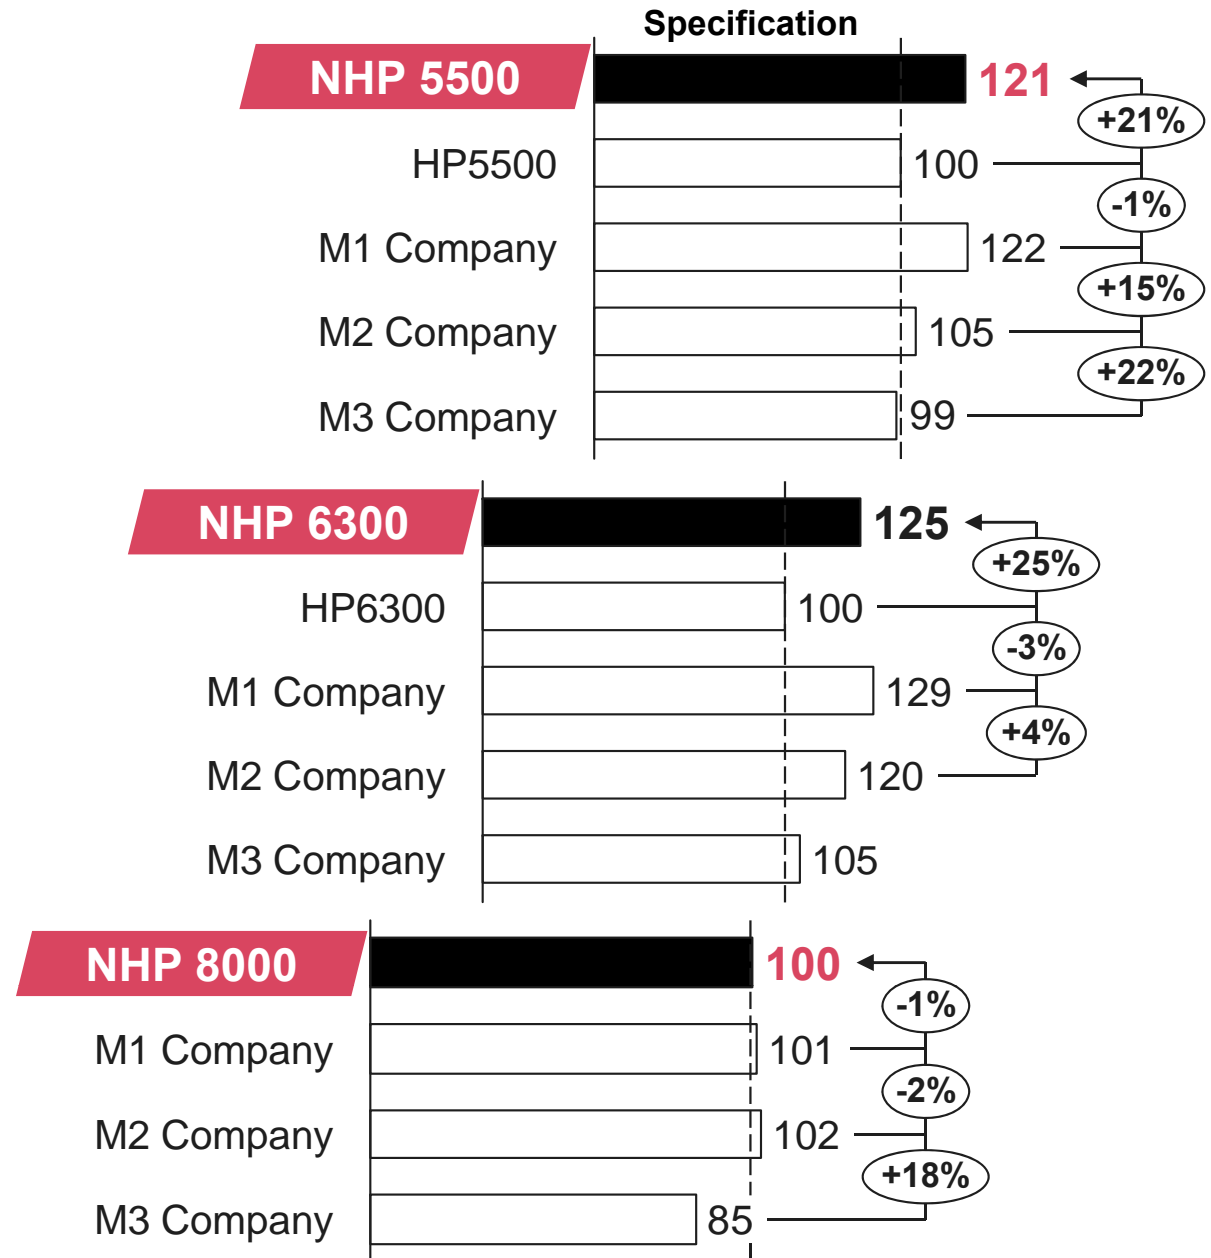 Specification
NHP 5500 121
+21%
HP5500 100
-1%
M1 Company 122
+15%
M2 Company 105
+22%
M3 Company 99
NHP 6300 125
+25%
HP6300 100
-3%
M1 Company 129
+4%
M2 Company 120
M3 Company 105
NHP 8000 100
-1%
M1 Company 101
-2%
M2 Company 102
+18%
M3 Company 85